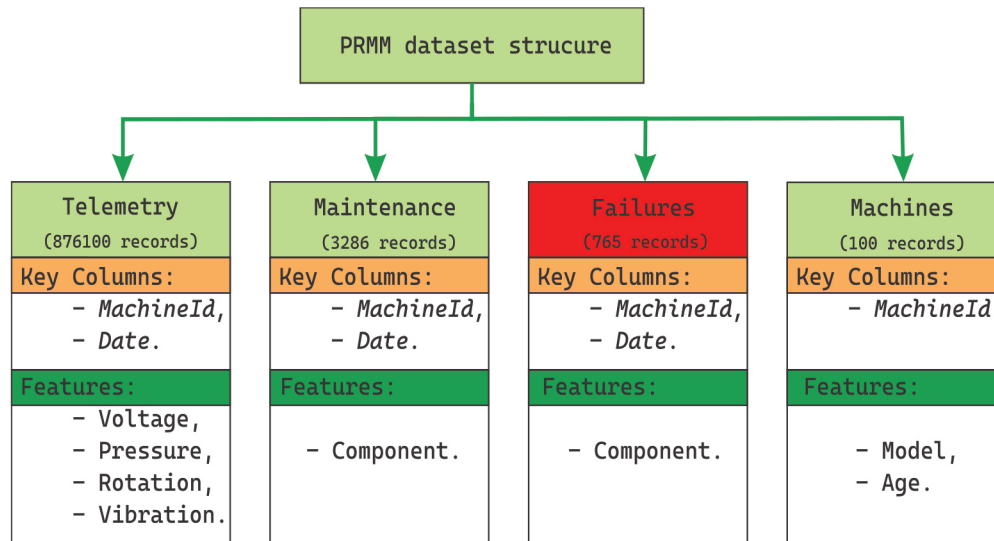 PRMM dataset strucure
Telemetry
(876100 records)
Key Columns:
– MachineId,
– Date.
Features:
– Voltage,
– Pressure,
– Rotation,
– Vibration.
Maintenance
(3286 records)
Key Columns:
– MachineId,
– Date.
Features:
– Component.
Failures
(765 records)
Key Columns:
– MachineId,
– Date.
Features:
– Component.
Machines
(100 records)
Key Columns:
– MachineId
Features:
– Model,
– Age.